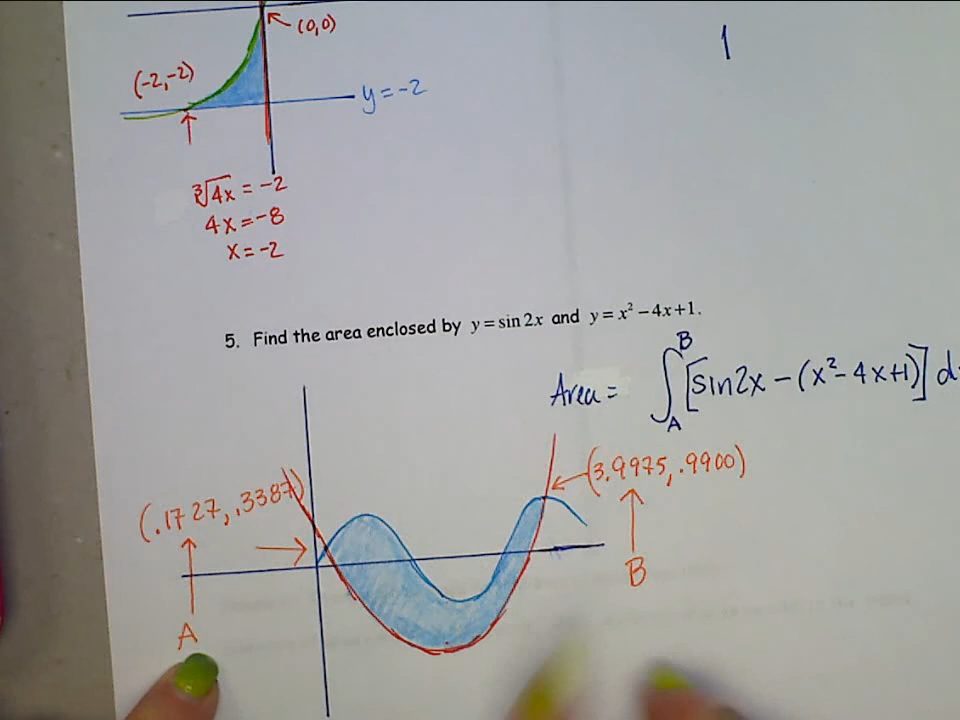 (0,0)
(-2,-2)
y = -2
∛4x = -2
4x = -8
x = -2
1
5. Find the area enclosed by y = sin 2x and y = x² - 4x + 1.
Area = ∫_A^B [sin2x - (x² - 4x + 1)] d
(.1727, .3387)
(3.9975, .9900)
A
B